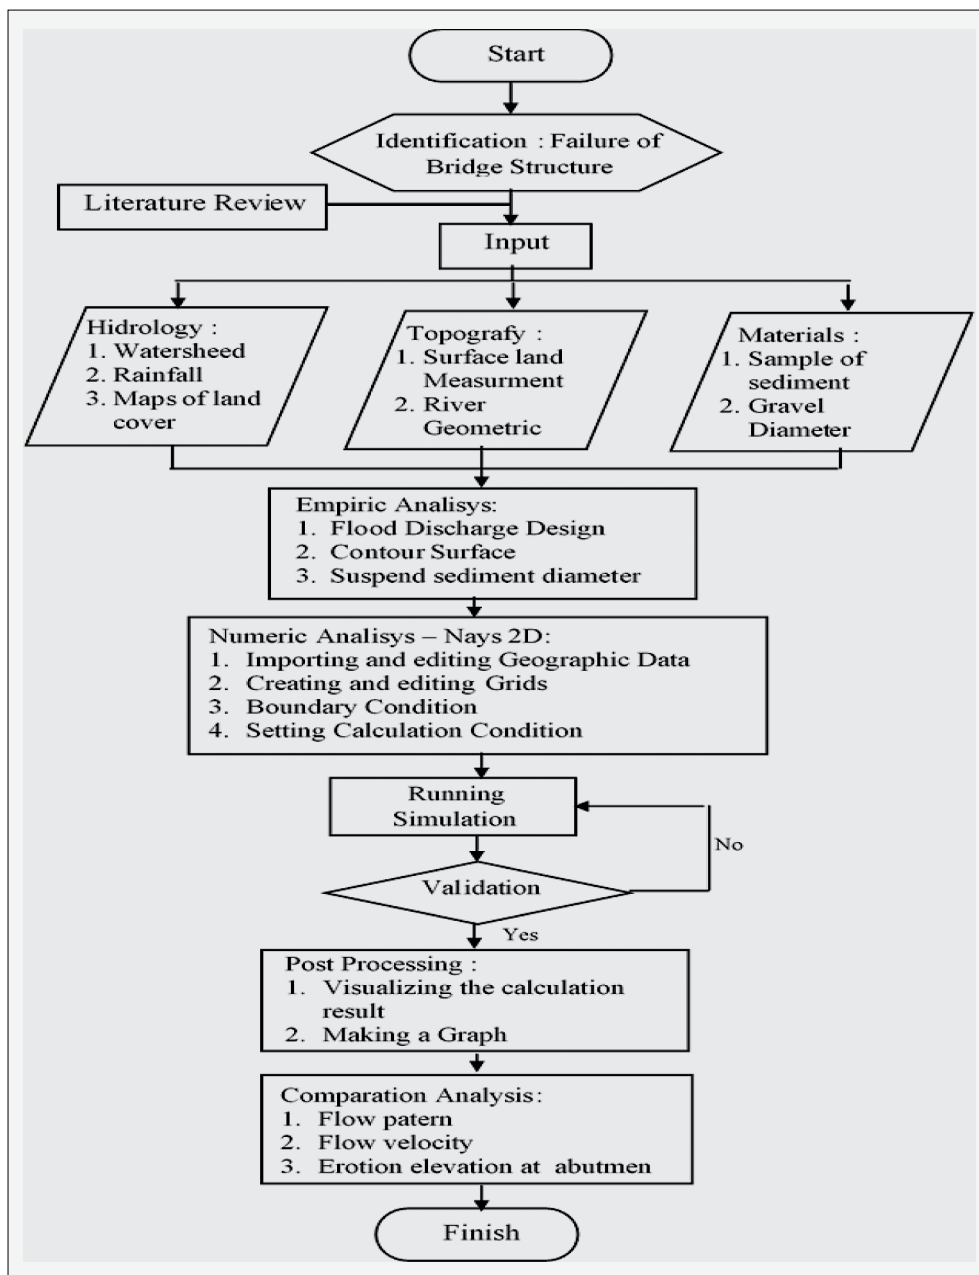 Start
Identification : Failure of
Bridge Structure
Literature Review
Input
Hidrology :
1. Watersheed
2. Rainfall
3. Maps of land
cover
Topografy :
1. Surface land
Measurment
2. River
Geometric
Materials :
1. Sample of
sediment
2. Gravel
Diameter
Empiric Analisys:
1. Flood Discharge Design
2. Contour Surface
3. Suspend sediment diameter
Numeric Analisys – Nays 2D:
1. Importing and editing Geographic Data
2. Creating and editing Grids
3. Boundary Condition
4. Setting Calculation Condition
Running
Simulation
No
Validation
Yes
Post Processing :
1. Visualizing the calculation
result
2. Making a Graph
Comparation Analysis:
1. Flow patern
2. Flow velocity
3. Erotion elevation at abutmen
Finish